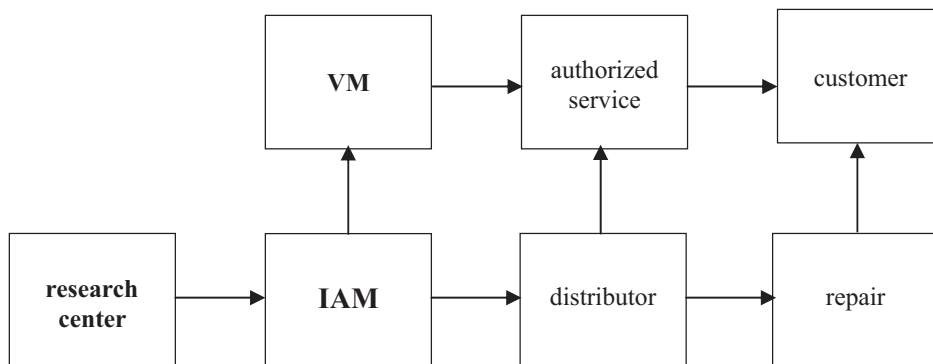 VM
authorized
service
customer
research
center
IAM
distributor
repair